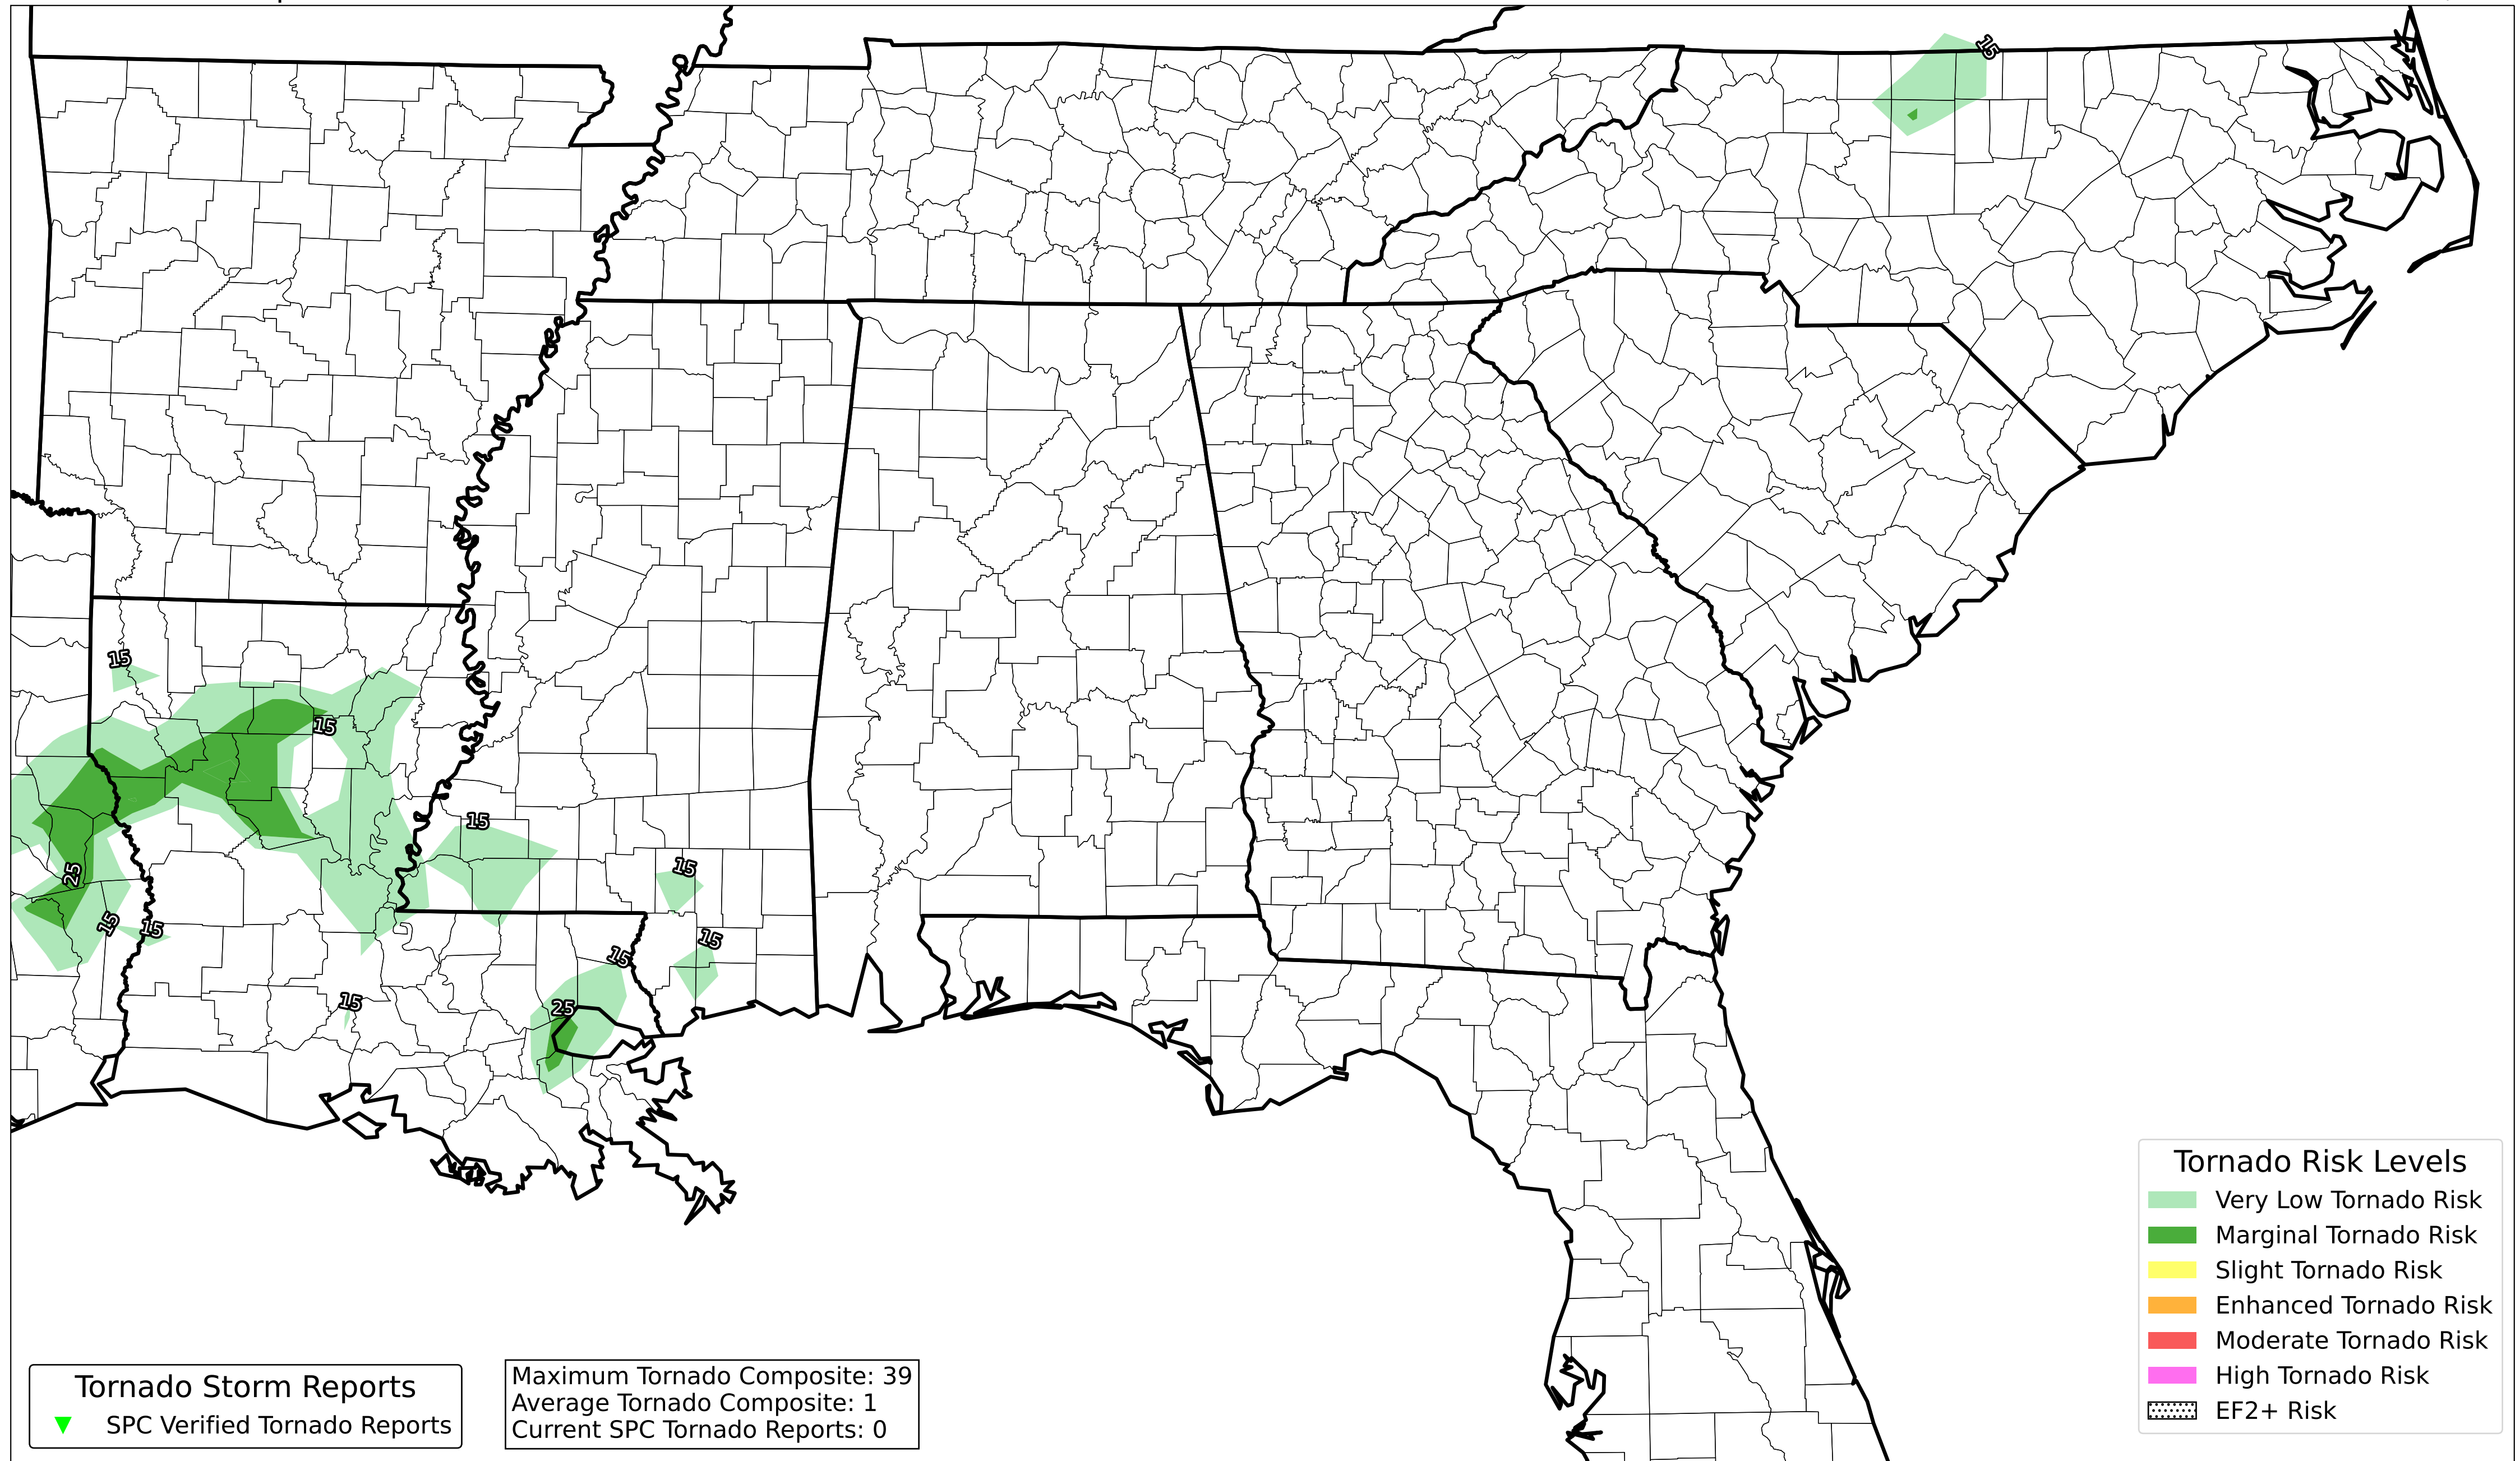 15
15
15
15
15
25
15
15
15
15
15
15
25
Tornado Risk Levels
Very Low Tornado Risk
Marginal Tornado Risk
Slight Tornado Risk
Enhanced Tornado Risk
Moderate Tornado Risk
High Tornado Risk
EF2+ Risk
Tornado Storm Reports
SPC Verified Tornado Reports
Maximum Tornado Composite: 39
Average Tornado Composite: 1
Current SPC Tornado Reports: 0